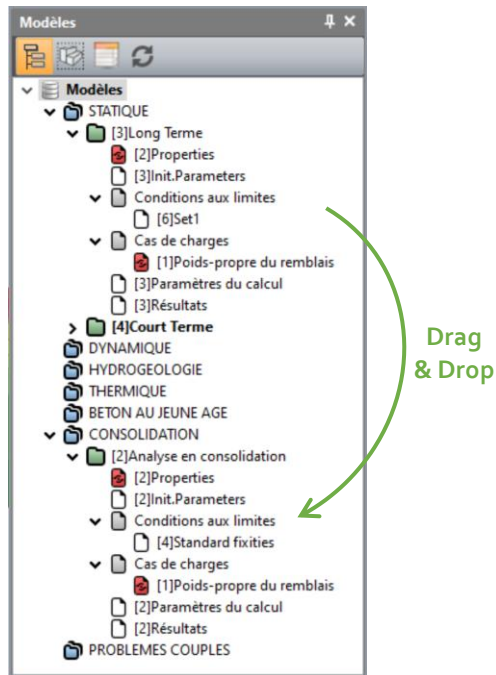 Modèles
Modèles
STATIQUE
[3]Long Terme
[2]Properties
[3]Init.Parameters
Conditions aux limites
[6]Set1
Cas de charges
[1]Poids-propre du remblais
[3]Paramètres du calcul
[3]Résultats
[4]Court Terme
DYNAMIQUE
HYDROGEOLOGIE
THERMIQUE
BETON AU JEUNE AGE
CONSOLIDATION
[2]Analyse en consolidation
[2]Properties
[2]Init.Parameters
Conditions aux limites
[4]Standard fixities
Cas de charges
[1]Poids-propre du remblais
[2]Paramètres du calcul
[2]Résultats
PROBLEMES COUPLES
Drag
& Drop